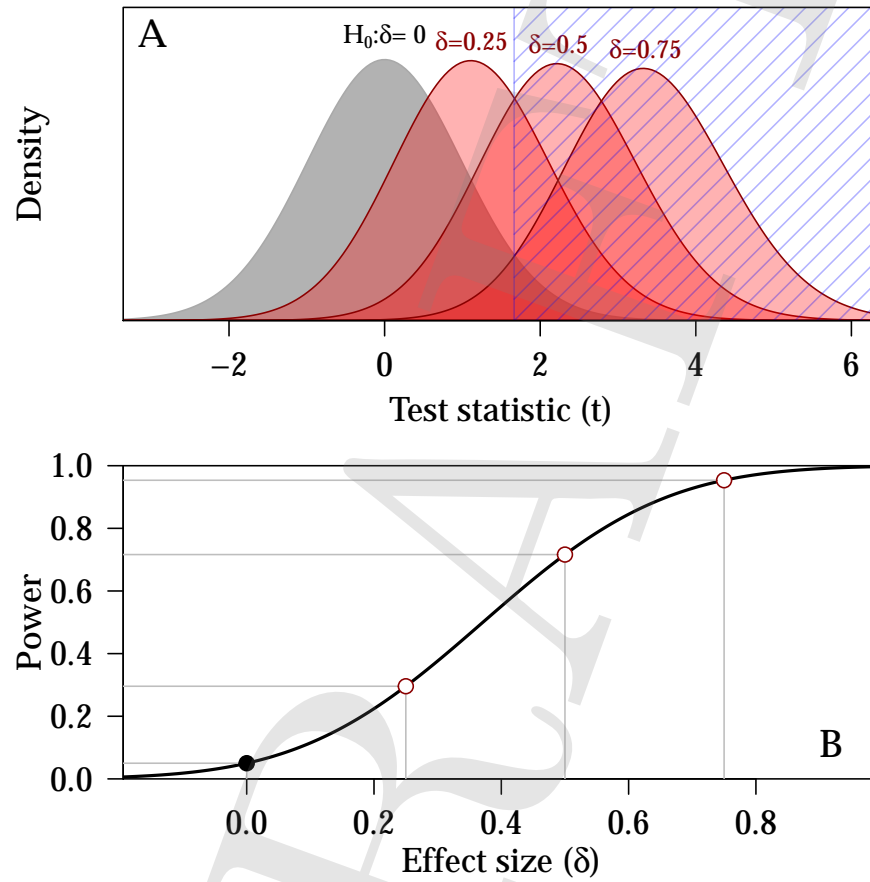 A
H₀:δ= 0
δ=0.25
δ=0.5
δ=0.75
Density
−2 0 2 4 6
Test statistic (t)
1.0
0.8
0.6
0.4
0.2
0.0
Power
B
0.0 0.2 0.4 0.6 0.8
Effect size (δ)